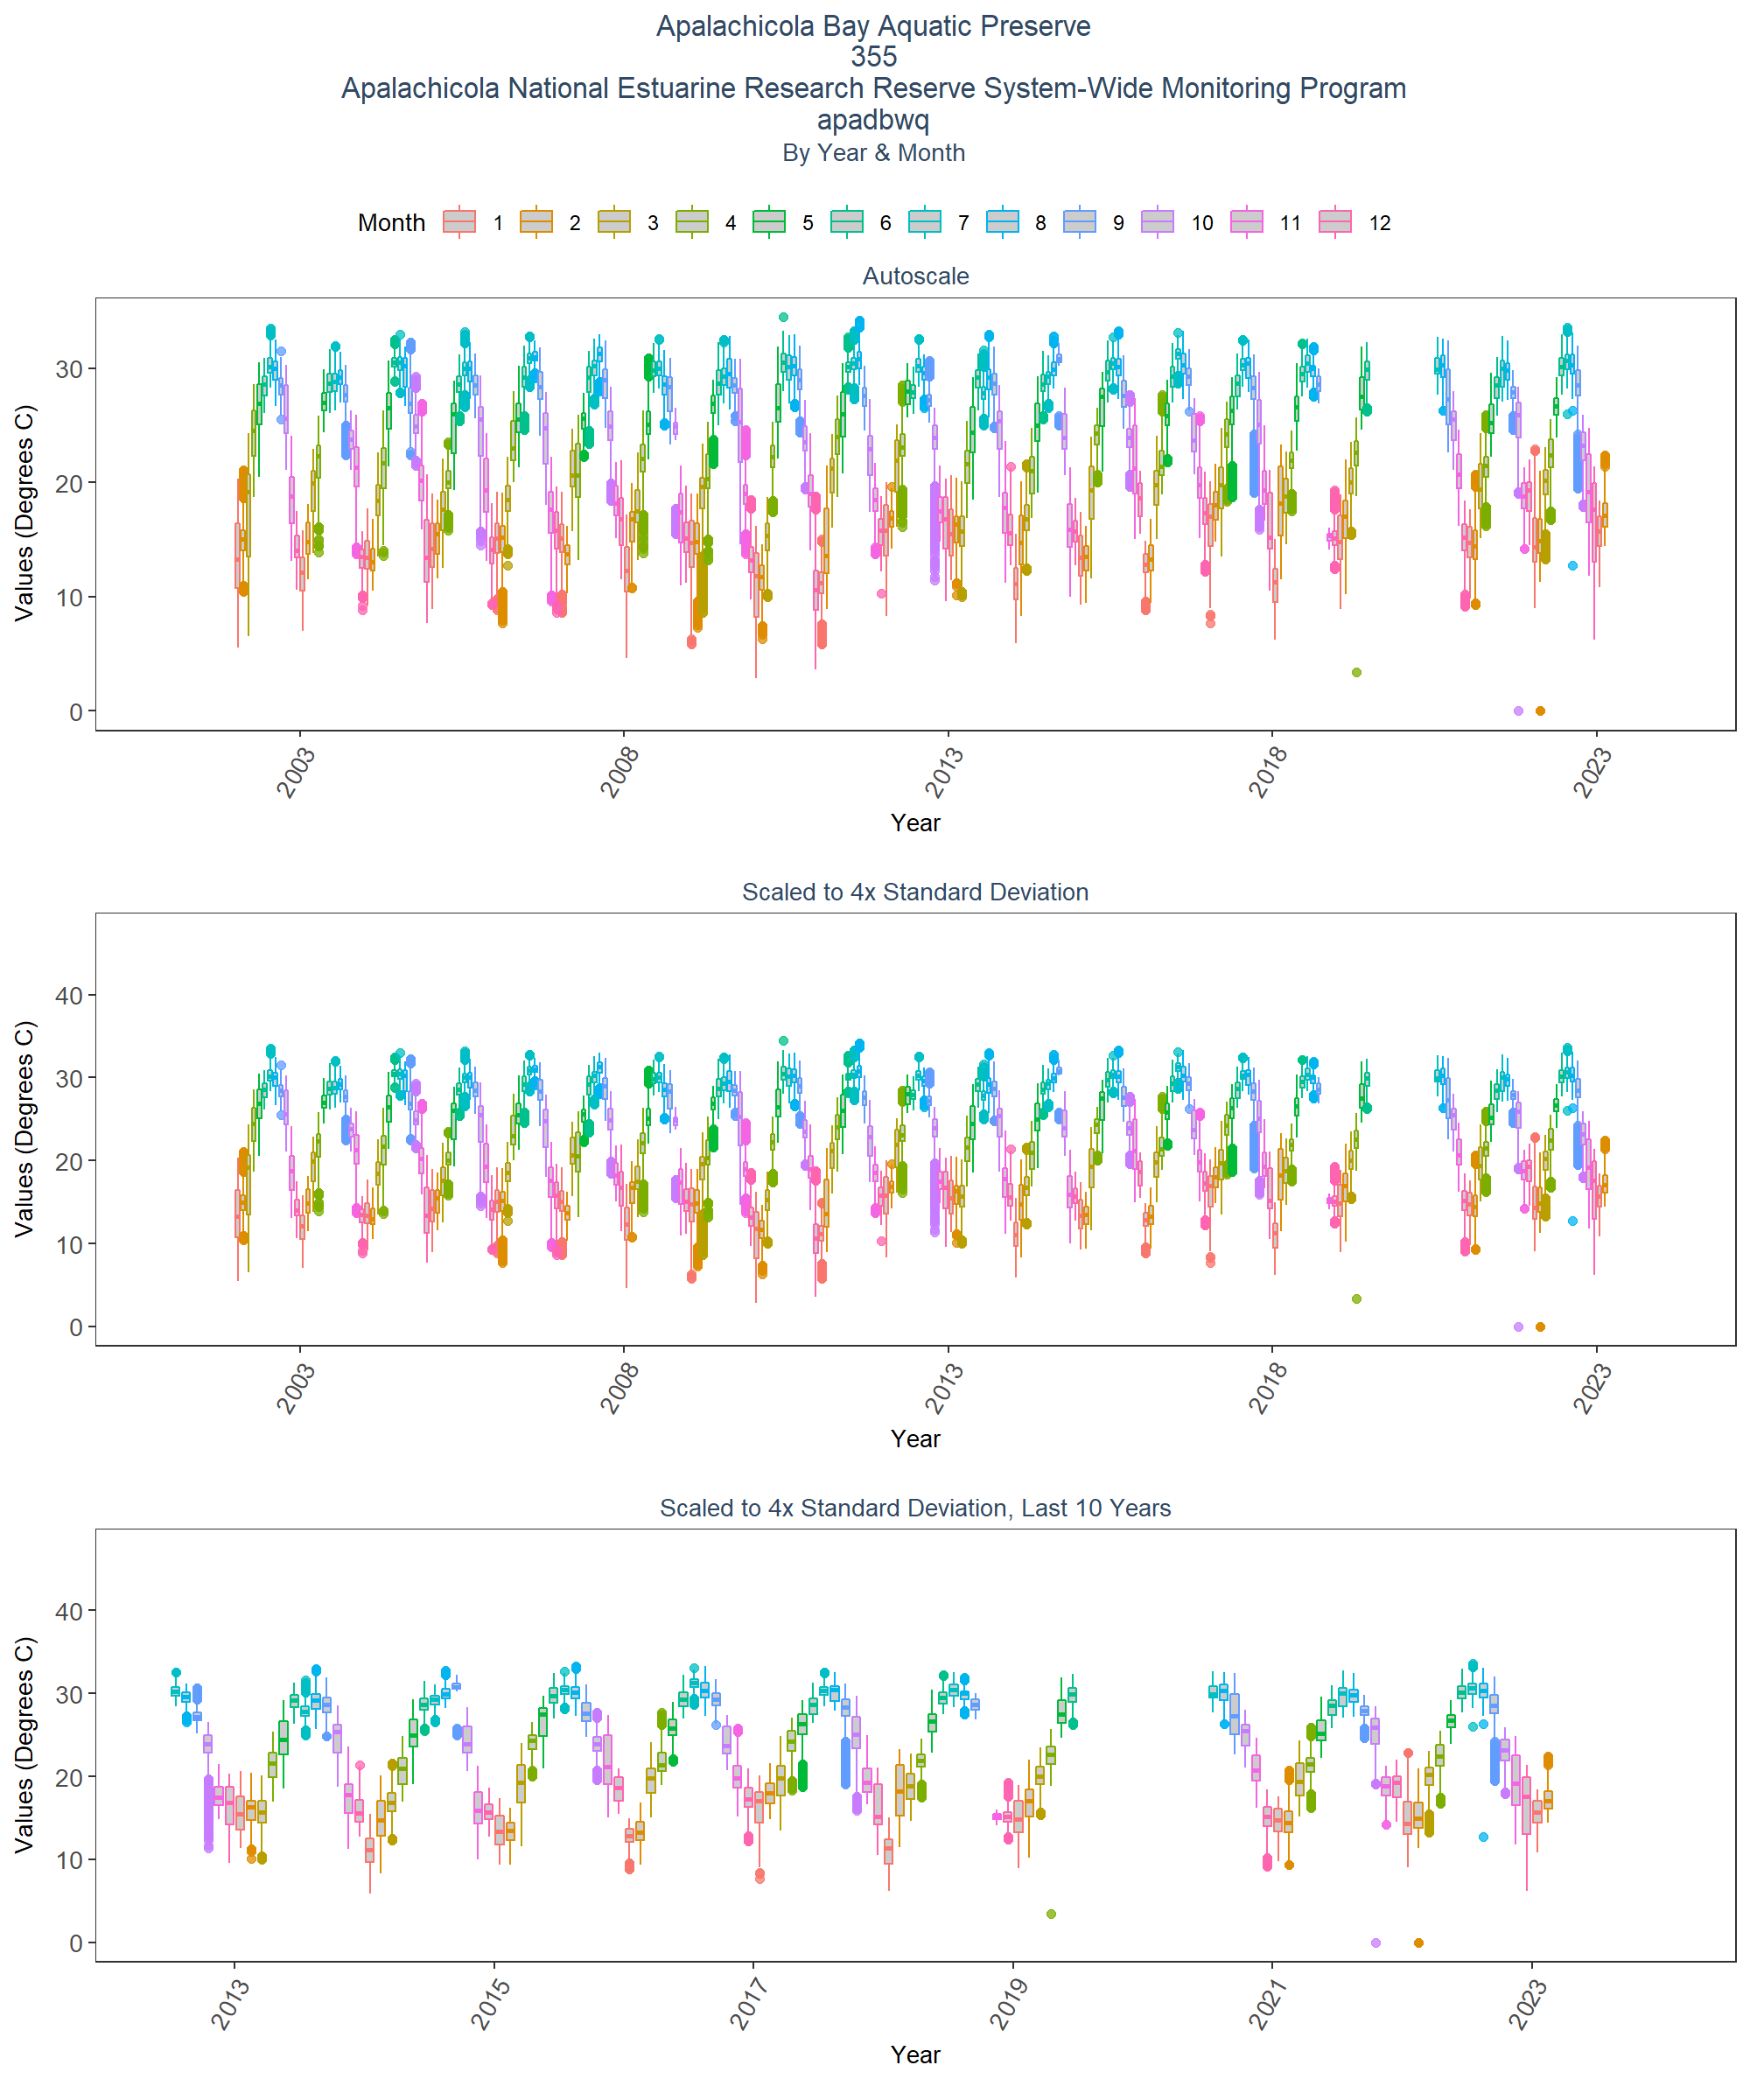 Apalachicola Bay Aquatic Preserve
355
Apalachicola National Estuarine Research Reserve System-Wide Monitoring Program
apadbwq
By Year & Month
Month 1 2 3 4 5 6 7 8 9 10 11 12
Autoscale
Values (Degrees C)
30
20
10
0
2003 2008 2013 2018 2023
Year
Scaled to 4x Standard Deviation
Values (Degrees C)
40
30
20
10
0
2003 2008 2013 2018 2023
Year
Scaled to 4x Standard Deviation, Last 10 Years
Values (Degrees C)
40
30
20
10
0
2013 2015 2017 2019 2021 2023
Year